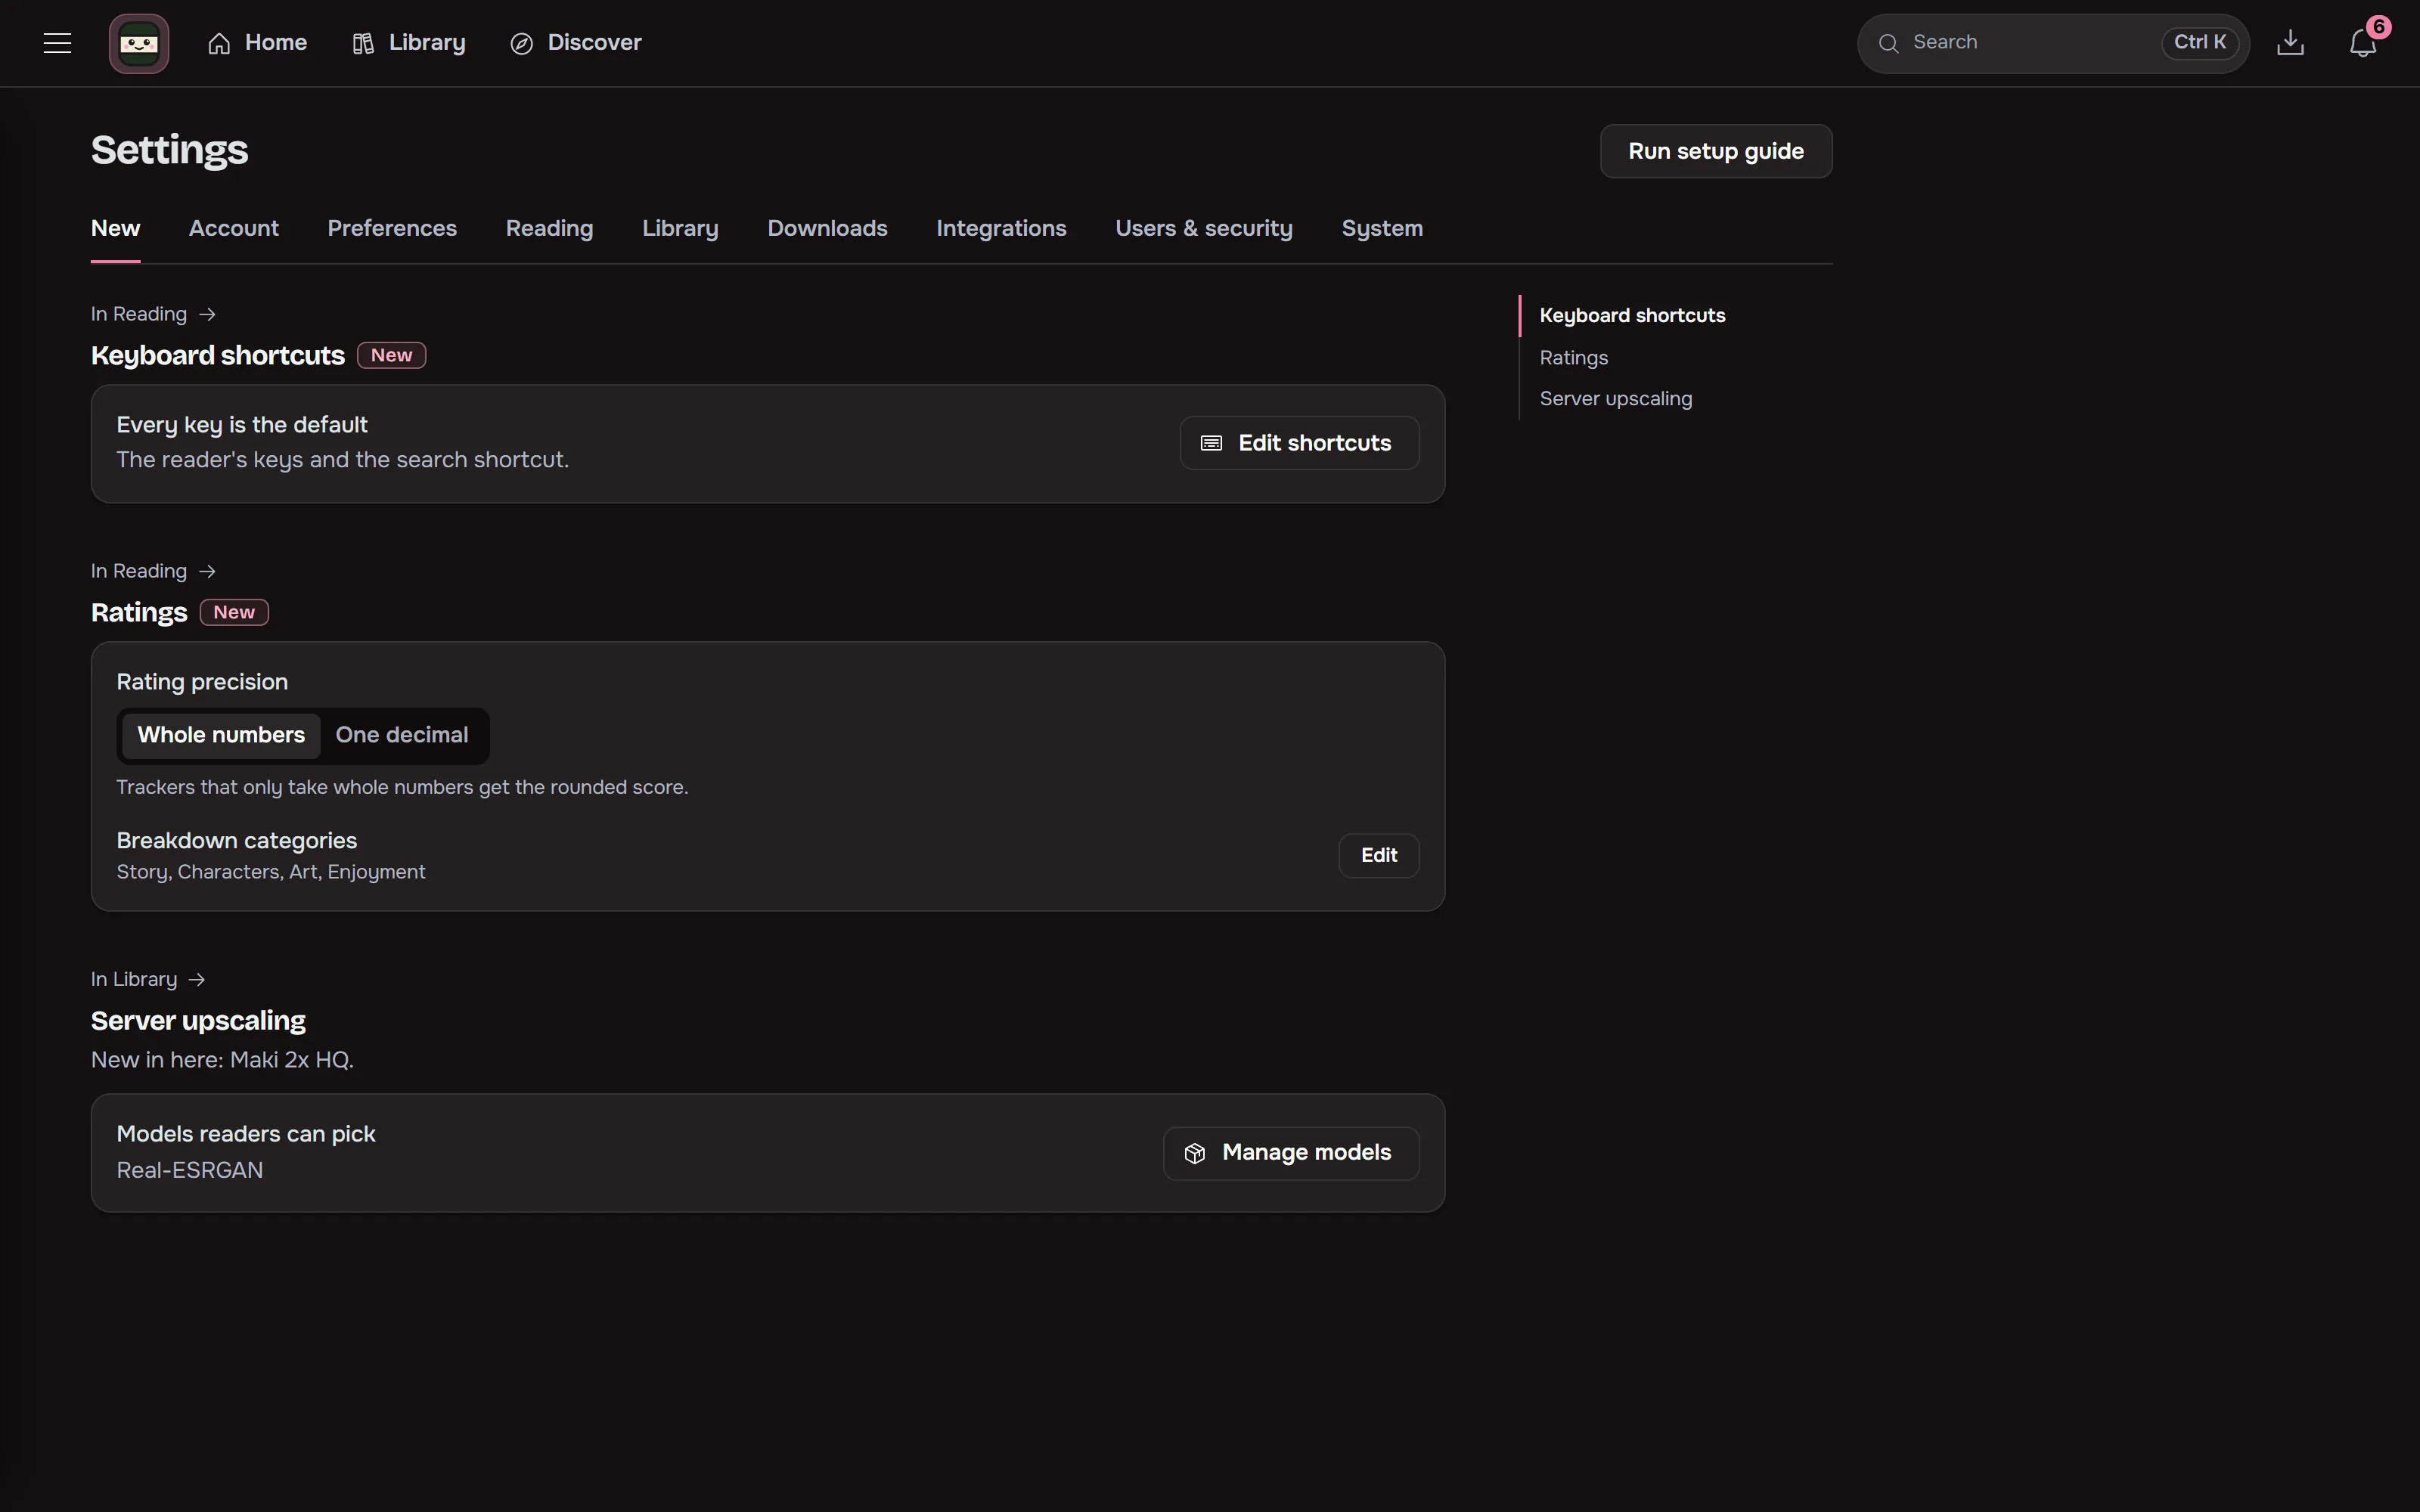 Home
Library
Discover
Search
Ctrl K
6
Settings
Run setup guide
New
Account
Preferences
Reading
Library
Downloads
Integrations
Users & security
System
In Reading →
Keyboard shortcuts
New
Every key is the default
The reader's keys and the search shortcut.
Edit shortcuts
Keyboard shortcuts
Ratings
Server upscaling
In Reading →
Ratings
New
Rating precision
Whole numbers
One decimal
Trackers that only take whole numbers get the rounded score.
Breakdown categories
Story, Characters, Art, Enjoyment
Edit
In Library →
Server upscaling
New in here: Maki 2x HQ.
Models readers can pick
Real-ESRGAN
Manage models